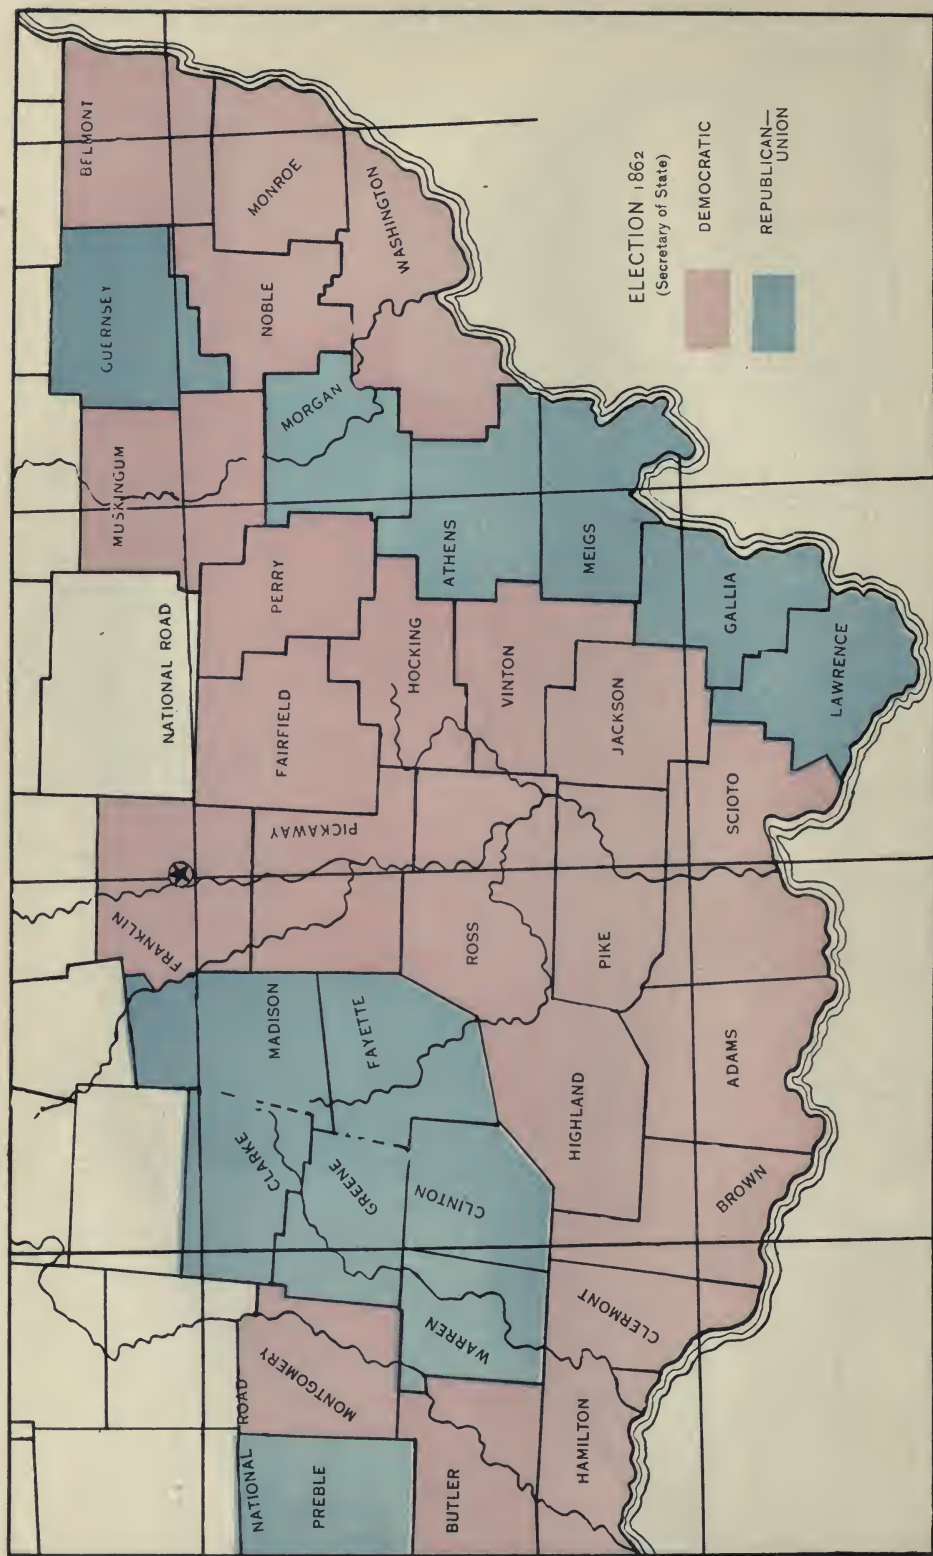 ELECTION 1862
(Secretary of State)
DEMOCRATIC
REPUBLICAN—
UNION
BELMONT
MONROE
WASHINGTON
GUERNSEY
NOBLE
MORGAN
MUSKINGUM
PERRY
ATHENS
MEIGS
NATIONAL ROAD
HOCKING
GALLIA
FAIRFIELD
VINTON
JACKSON
LAWRENCE
PICKAWAY
SCIOTO
FRANKLIN
ROSS
PIKE
MADISON
FAYETTE
HIGHLAND
ADAMS
CLARKE
GREENE
CLINTON
BROWN
CLERMONT
WARREN
MONTGOMERY
NATIONAL ROAD
PREBLE
BUTLER
HAMILTON